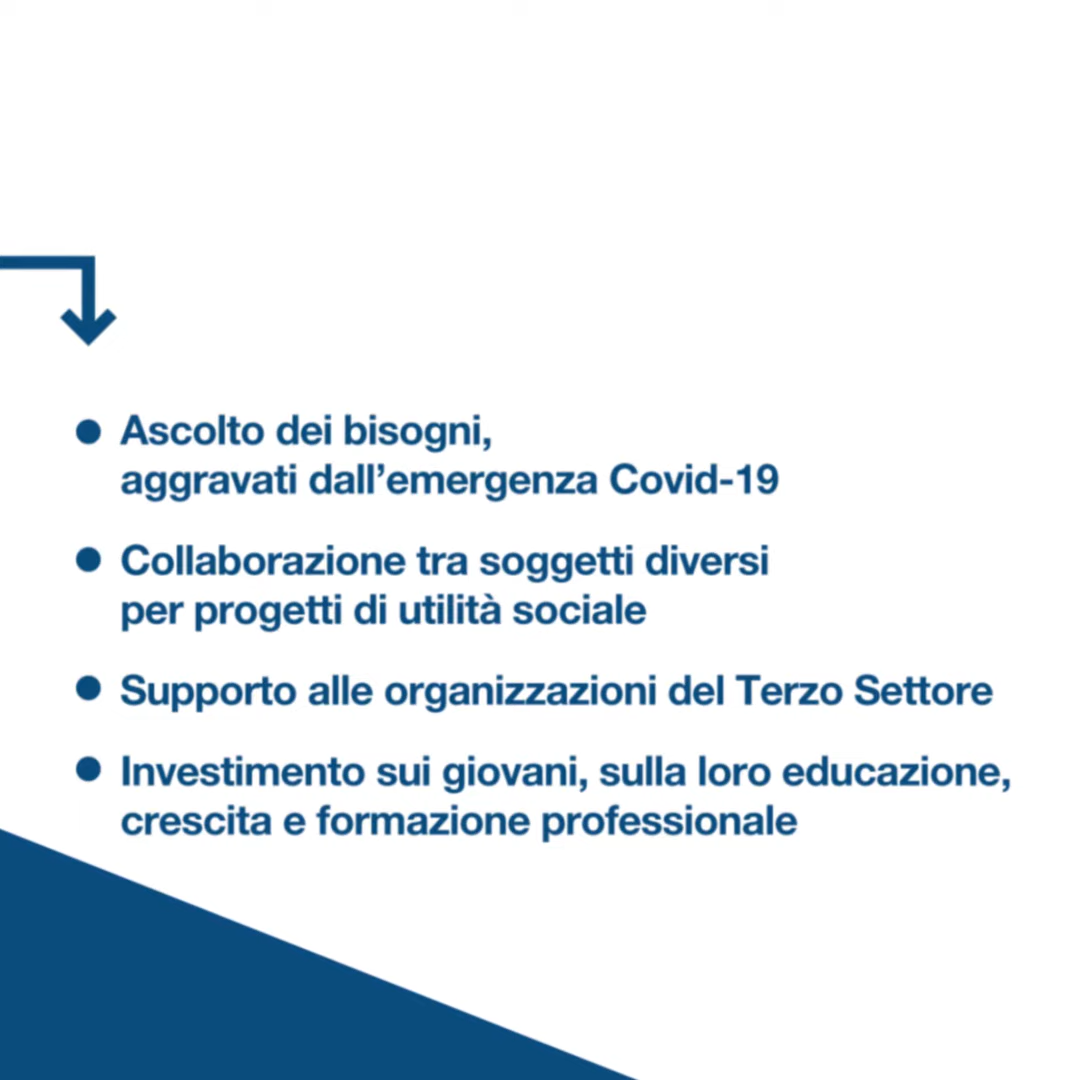 Ascolto dei bisogni,
aggravati dall’emergenza Covid-19
Collaborazione tra soggetti diversi
per progetti di utilità sociale
Supporto alle organizzazioni del Terzo Settore
Investimento sui giovani, sulla loro educazione,
crescita e formazione professionale